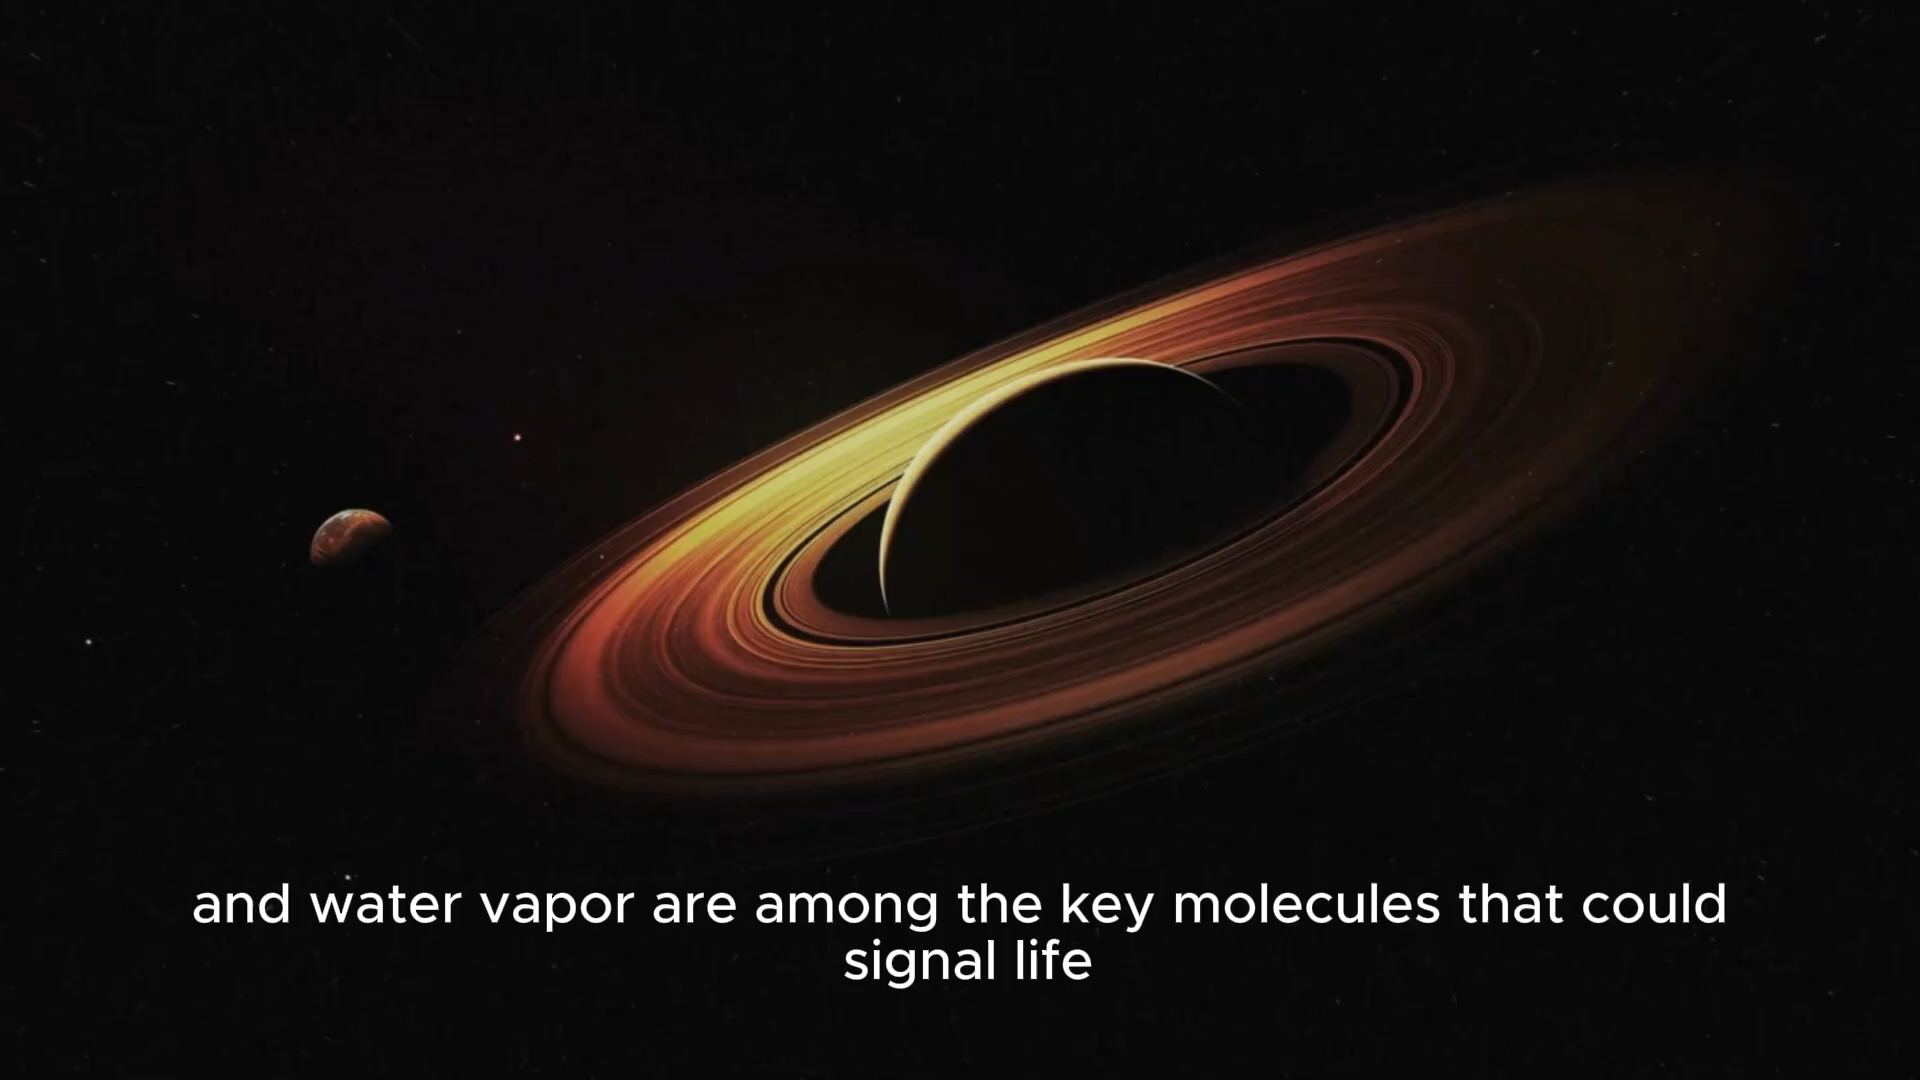 and water vapor are among the key molecules that could
signal life